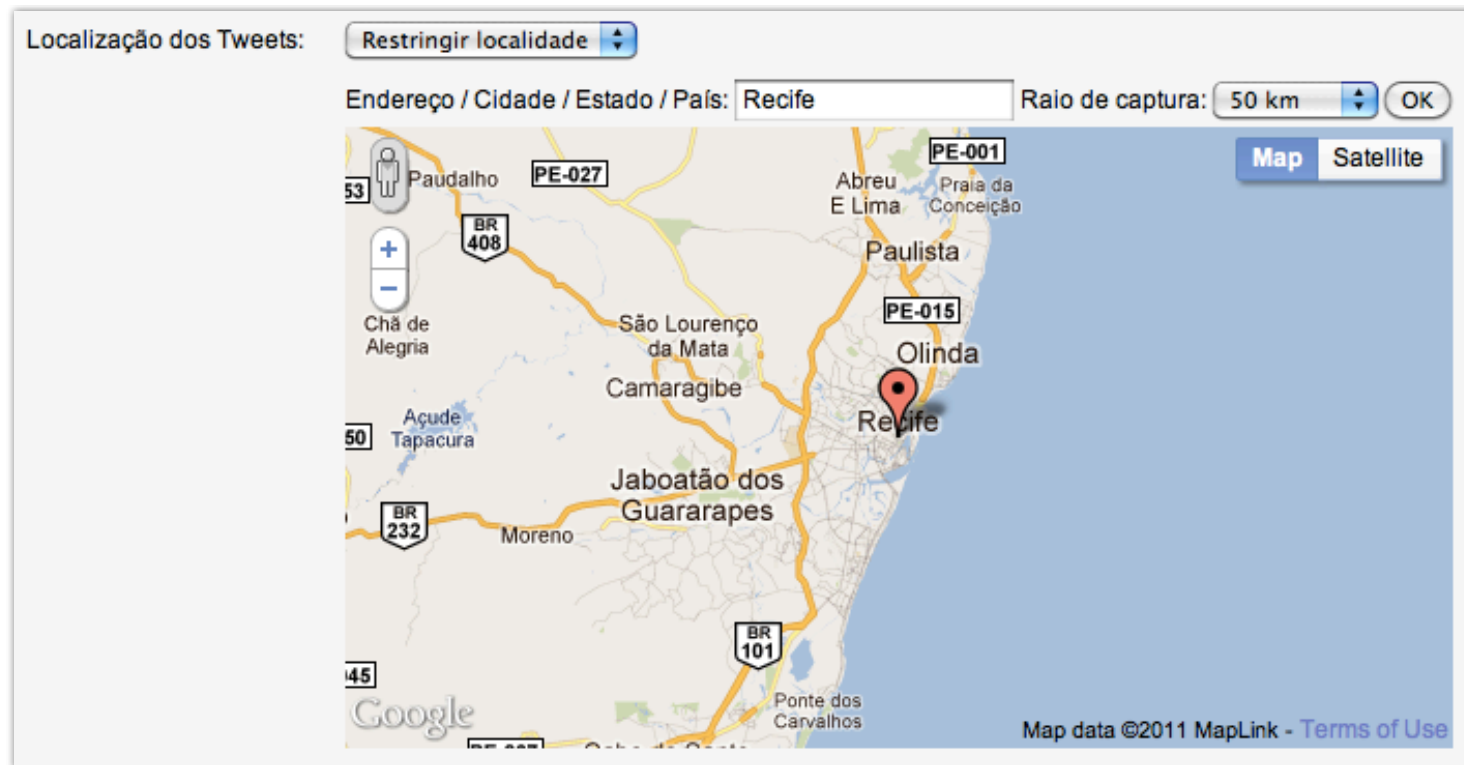 Localização dos Tweets: Restringir localidade
Endereço / Cidade / Estado / País: Recife Raio de captura: 50 km OK
PE-001 Map Satellite
53 Paudalho PE-027 Abreu E Lima Praia da Conceição
BR 408
+
Paulista
−
PE-015
Chã de Alegria
São Lourenço da Mata
Olinda
Camaragibe
Açude Tapacura
Recife
50
Jaboatão dos Guararapes
BR 232
Moreno
BR 101
45
Google
Ponte dos Carvalhos
Map data ©2011 MapLink - Terms of Use